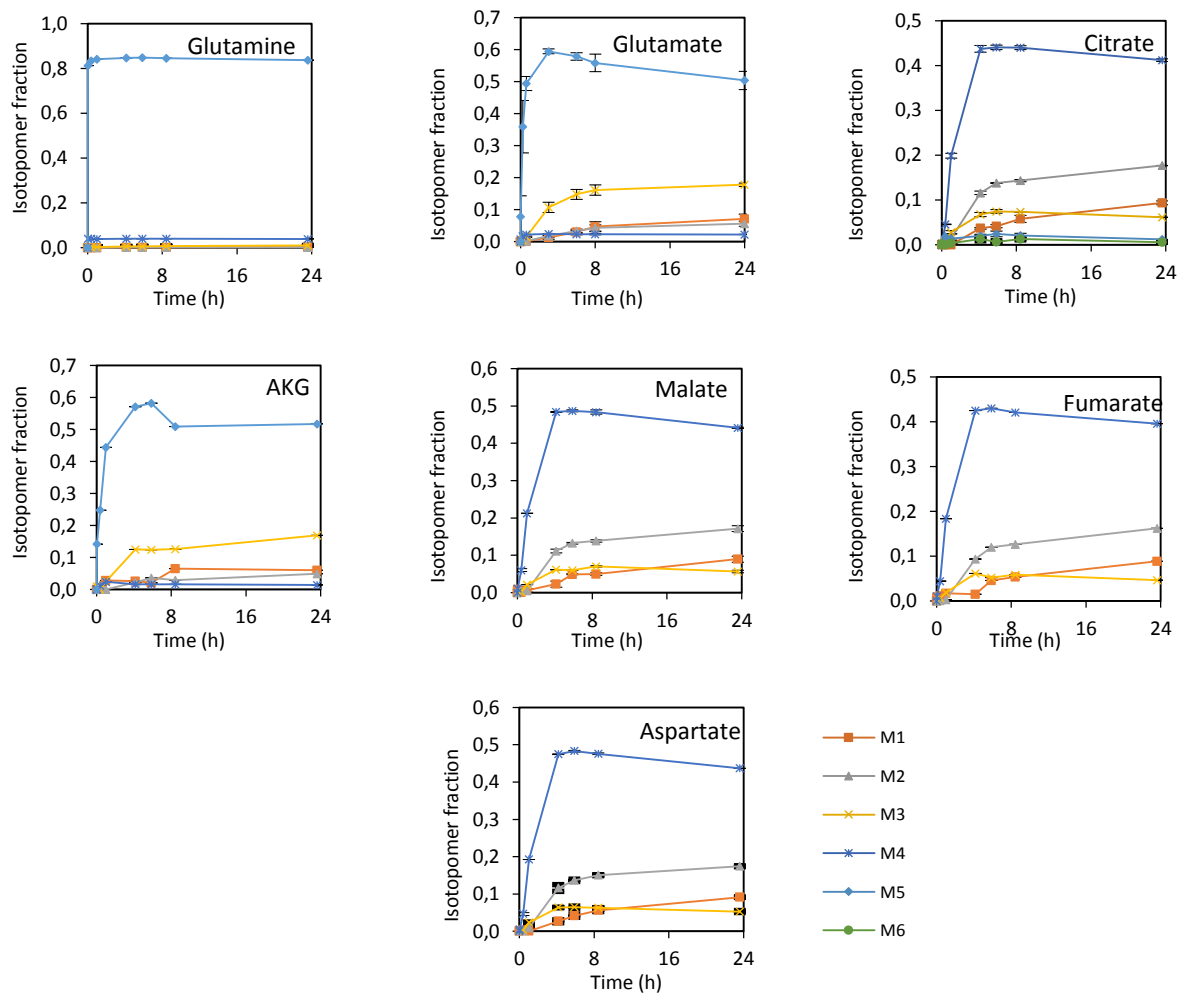 Glutamine
Isotopomer fraction
1,0
0,8
0,6
0,4
0,2
0,0
0 8 16 24
Time (h)
Glutamate
Isotopomer fraction
0,7
0,6
0,5
0,4
0,3
0,2
0,1
0,0
0 8 16 24
Time (h)
Citrate
Isotopomer fraction
0,5
0,4
0,3
0,2
0,1
0,0
0 8 16 24
Time (h)
AKG
Isotopomer fraction
0,7
0,6
0,5
0,4
0,3
0,2
0,1
0,0
0 8 16 24
Time (h)
Malate
Isotopomer fraction
0,6
0,5
0,4
0,3
0,2
0,1
0,0
0 8 16 24
Time (h)
Fumarate
Isotopomer fraction
0,5
0,4
0,3
0,2
0,1
0,0
0 8 16 24
Time (h)
Aspartate
Isotopomer fraction
0,6
0,5
0,4
0,3
0,2
0,1
0,0
0 8 16 24
Time (h)
M1
M2
M3
M4
M5
M6